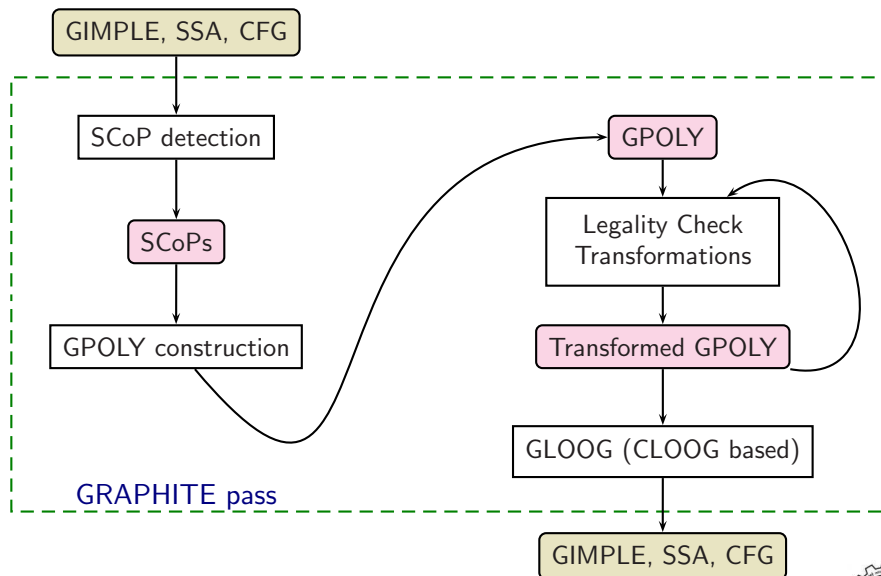 GIMPLE, SSA, CFG
SCoP detection
SCoPs
GPOLY construction
GRAPHITE pass
GPOLY
Legality Check
Transformations
Transformed GPOLY
GLOOG (CLOOG based)
GIMPLE, SSA, CFG